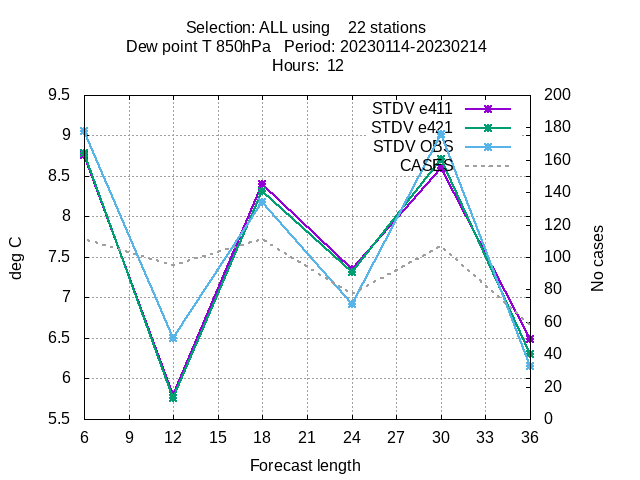 Selection: ALL using 22 stations
Dew point T 850hPa Period: 20230114-20230214
Hours: 12
STDV e411
STDV e421
STDV OBS
CASES
9.5
9
8.5
8
7.5
7
6.5
6
5.5
deg C
200
180
160
140
120
100
80
60
40
20
0
No cases
6 9 12 15 18 21 24 27 30 33 36
Forecast length